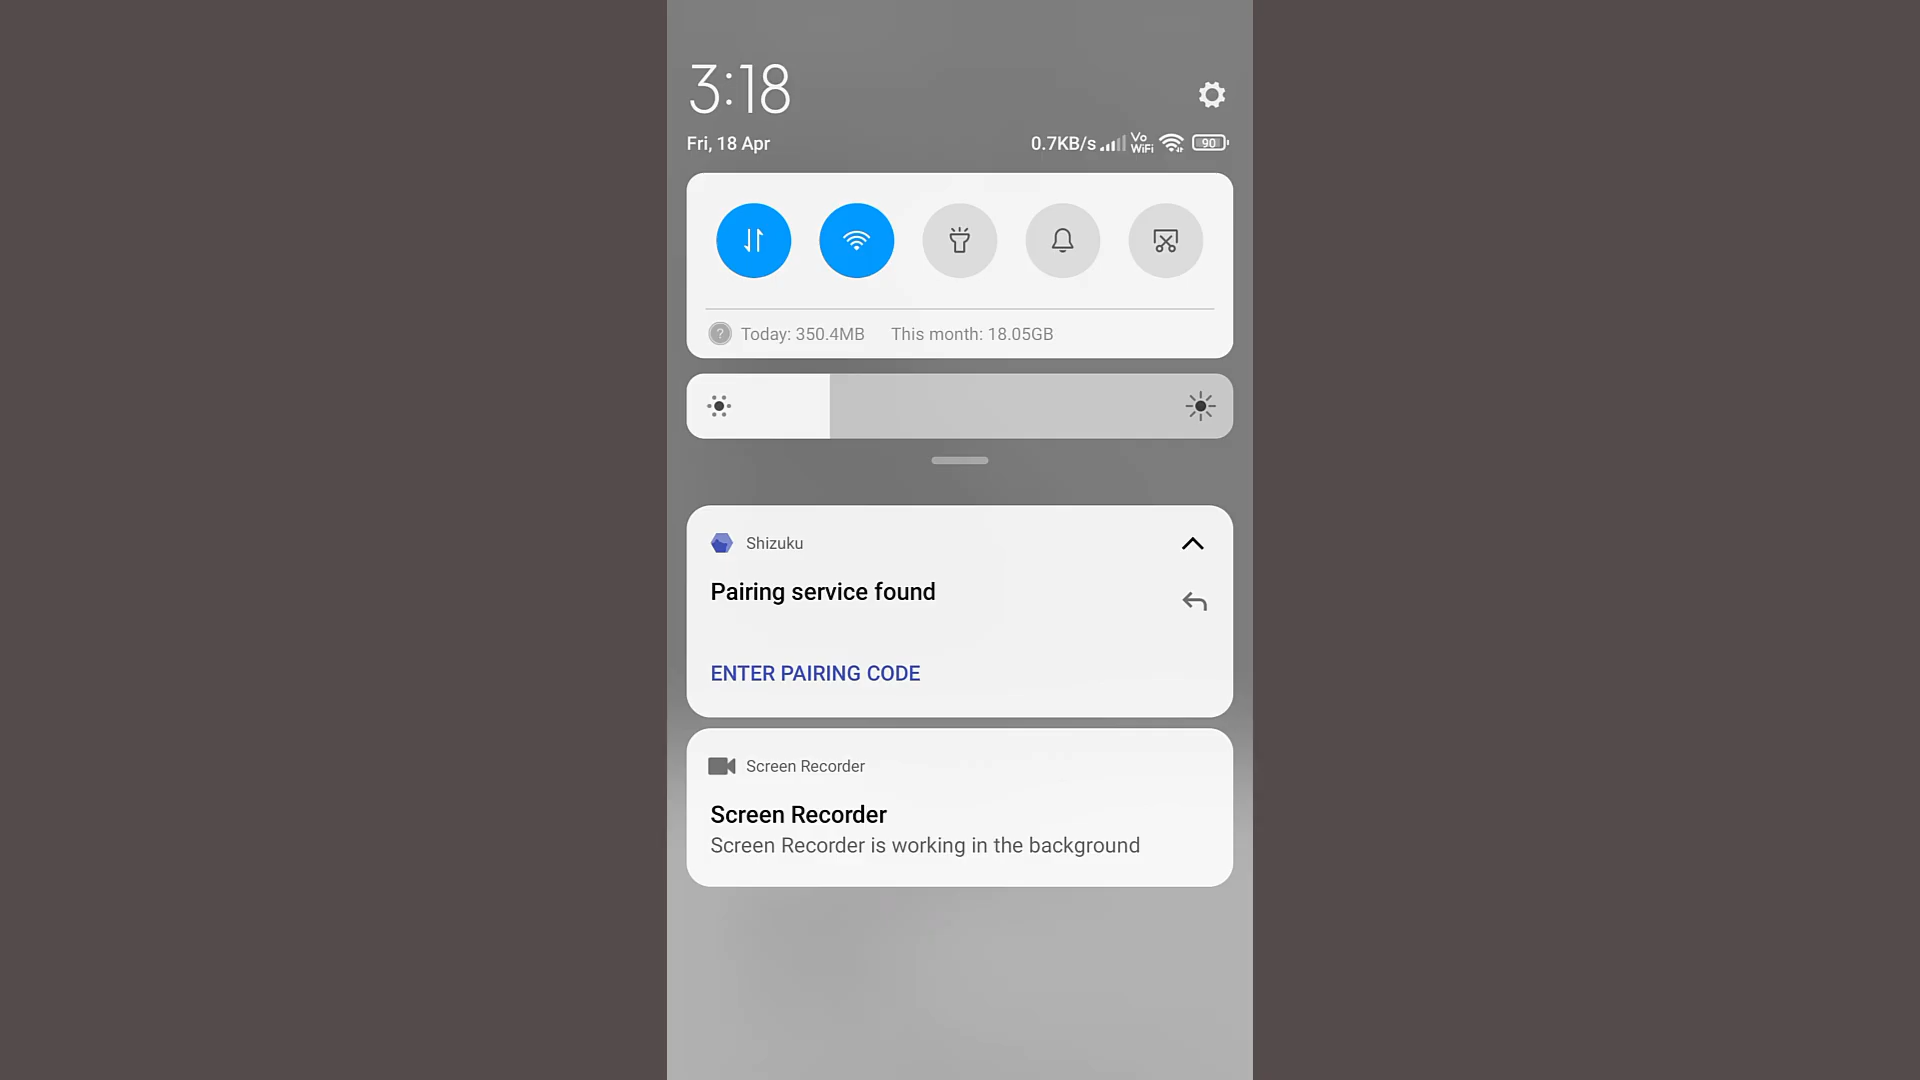 3:18
Fri, 18 Apr
0.7KB/s Vo WiFi 90
Today: 350.4MB This month: 18.05GB
Shizuku
Pairing service found
ENTER PAIRING CODE
Screen Recorder
Screen Recorder
Screen Recorder is working in the background